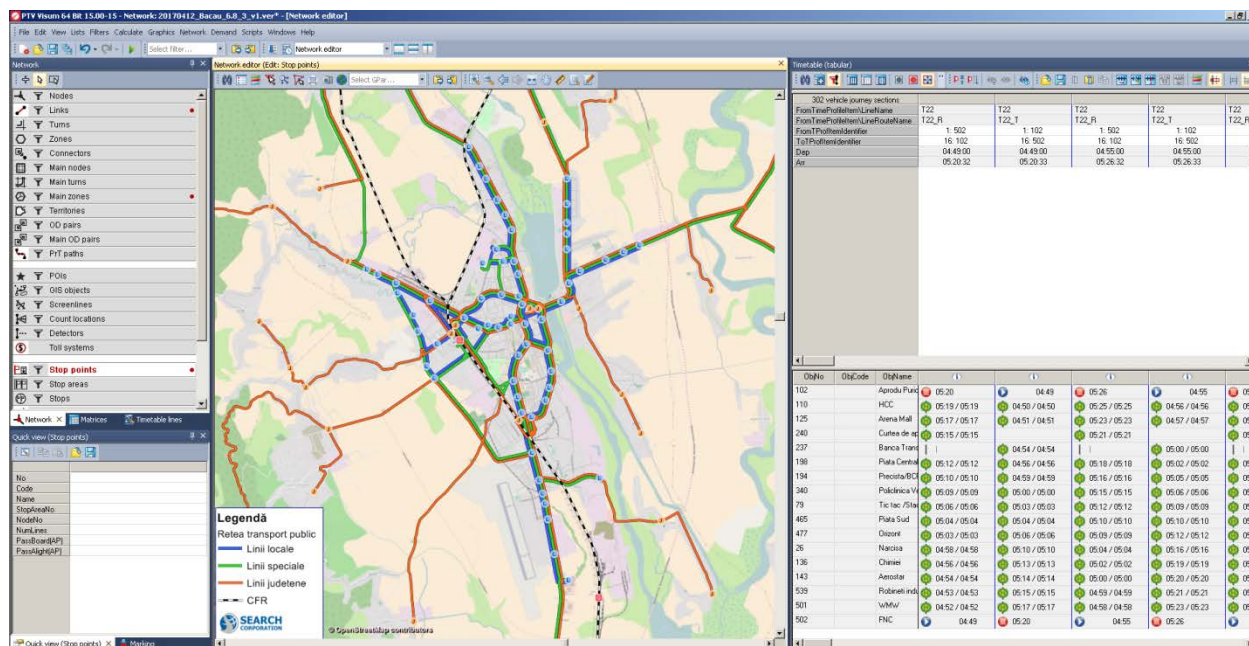 PTV Visum 64 Bit 15.00-15 - Network: 20170412_Bacau_6.8_3_v1.ver* - [Network editor]
File Edit View Lists Filters Calculate Graphics Network Demand Scripts Windows Help
Select filter... Network editor
Network
Nodes
Links
Turns
Zones
Connectors
Main nodes
Main turns
Main zones
Territories
OD pairs
Main OD pairs
PrT paths
POIs
GIS objects
Screenlines
Count locations
Detectors
Toll systems
Stop points
Stop areas
Stops
Network Matrices Timetable lines
Quick view (Stop points)
No
Code
Name
StopAreaNo
NodeNo
NumLines
PassBoard(AP)
PassAlight(AP)
Quick view (Stop points) Marking
Network editor (Edit: Stop points)
Select GPar...
Legendă
Retea transport public
Linii locale
Linii speciale
Linii judetene
CFR
SEARCH
CORPORATION
© OpenStreetMap contributors
Timetable (tabular)
302 vehicle journey sections
FromTimeProfileItem\LineName T22 T22 T22 T22 T22
FromTimeProfileItem\LineRouteName T22_R T22_T T22_R T22_T T22_R
FromTProfItemIdentifier 1: 502 1: 102 1: 502 1: 102
ToTProfItemIdentifier 16: 102 16: 502 16: 102 16: 502
Dep 04:49:00 04:49:00 04:55:00 04:55:00
Arr 05:20:32 05:20:33 05:26:32 05:26:33
ObjNo ObjCode ObjName
102 Aprodu Puric 05:20 04:49 05:26 04:55
110 HCC 05:19 / 05:19 04:50 / 04:50 05:25 / 05:25 04:56 / 04:56
125 Arena Mall 05:17 / 05:17 04:51 / 04:51 05:23 / 05:23 04:57 / 04:57
240 Curtea de ap 05:15 / 05:15 05:21 / 05:21
237 Banca Trans 04:54 / 04:54 05:00 / 05:00
198 Piata Central 05:12 / 05:12 04:56 / 04:56 05:18 / 05:18 05:02 / 05:02
194 Precista/BCR 05:10 / 05:10 04:59 / 04:59 05:16 / 05:16 05:05 / 05:05
340 Policlinica V 05:09 / 05:09 05:00 / 05:00 05:15 / 05:15 05:06 / 05:06
79 Tic tac /Sta 05:06 / 05:06 05:03 / 05:03 05:12 / 05:12 05:09 / 05:09
465 Piata Sud 05:04 / 05:04 05:04 / 05:04 05:10 / 05:10 05:10 / 05:10
477 Orizont 05:03 / 05:03 05:06 / 05:06 05:09 / 05:09 05:12 / 05:12
26 Narcisa 04:58 / 04:58 05:10 / 05:10 05:04 / 05:04 05:16 / 05:16
136 Chimiei 04:56 / 04:56 05:13 / 05:13 05:02 / 05:02 05:19 / 05:19
143 Aerostar 04:54 / 04:54 05:14 / 05:14 05:00 / 05:00 05:20 / 05:20
539 Robineti indu 04:53 / 04:53 05:15 / 05:15 04:59 / 04:59 05:21 / 05:21
501 WMW 04:52 / 04:52 05:17 / 05:17 04:58 / 04:58 05:23 / 05:23
502 FNC 04:49 05:20 04:55 05:26